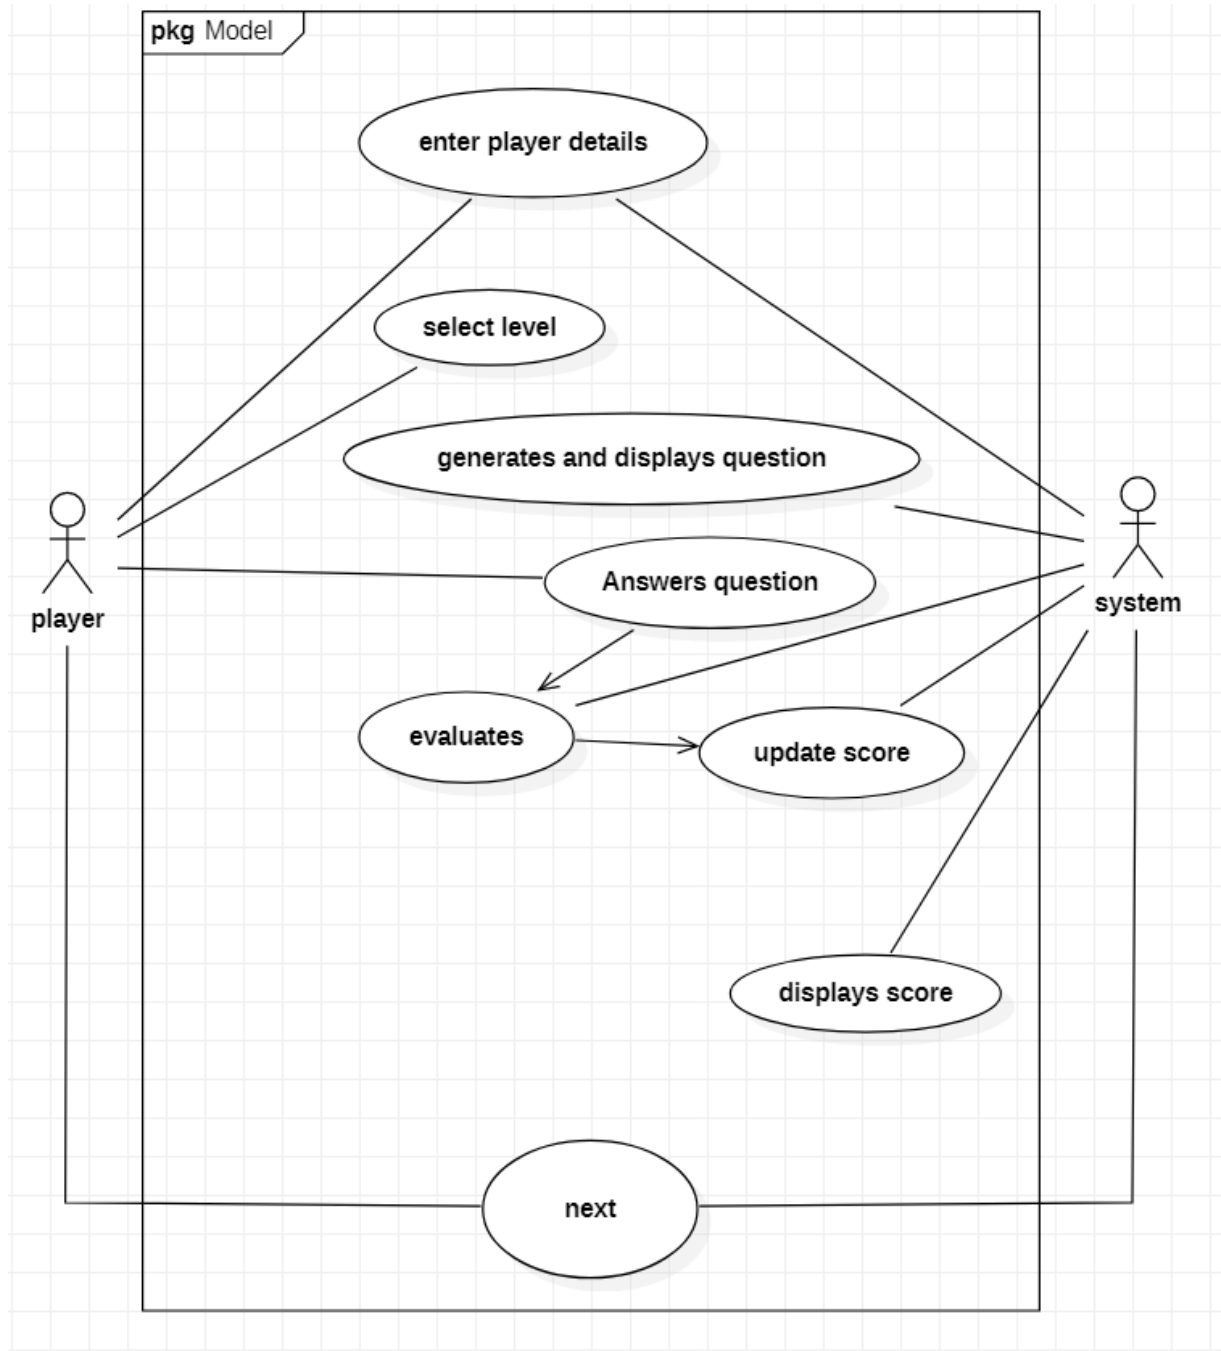 pkg Model
enter player details
select level
generates and displays question
Answers question
player
system
evaluates
update score
displays score
next